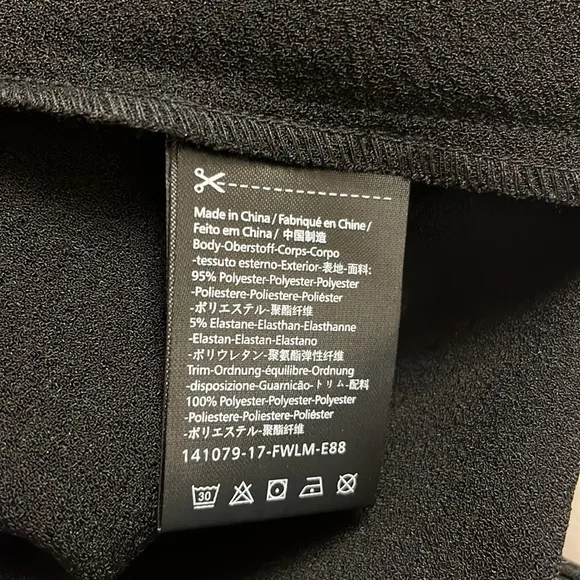 Made in China / Fabriqué en Chine /
Feito em China / 中国制造
Body-Oberstoff-Corps-Corpo
-tessuto esterno-Exterior-表地-面料:
95% Polyester-Polyester-Polyester
-Poliestere-Poliestere-Poliéster
-ポリエステル-聚酯纤维
5% Elastane-Elasthan-Elasthanne
-Elastan-Elastan-Elastano
-ポリウレタン-聚氨酯弹性纤维
Trim-Ordnung-équilibre-Ordnung
-disposizione-Guarnicão-トリム-配料
100% Polyester-Polyester-Polyester
-Poliestere-Poliestere-Poliéster
-ポリエステル-聚酯纤维
141079-17-FWLM-E88
30